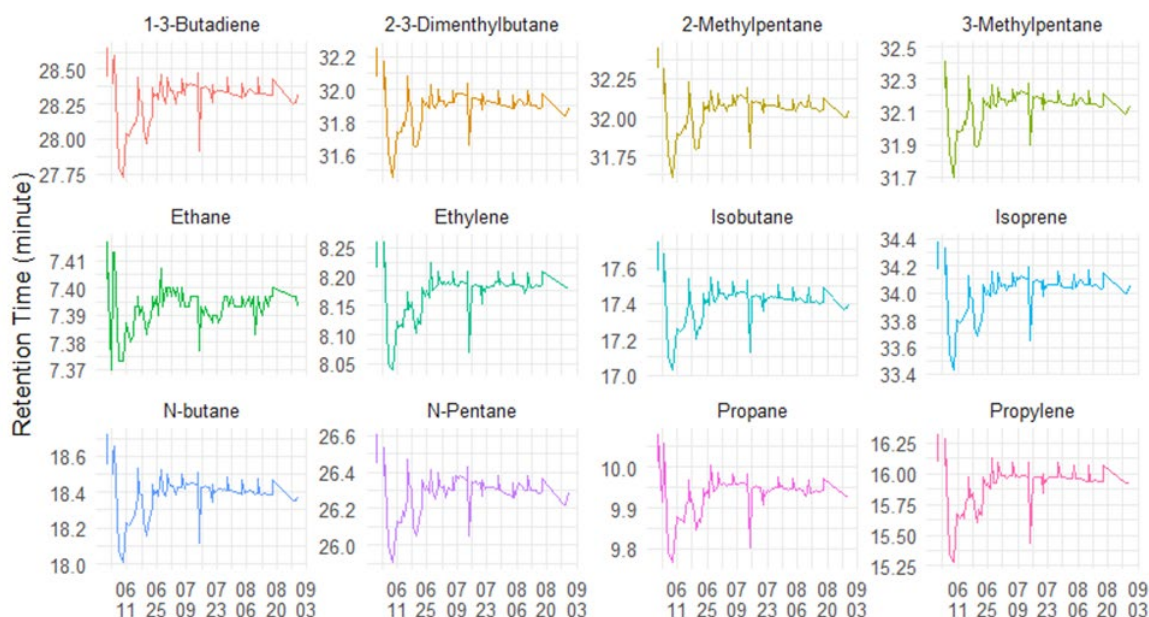 1-3-Butadiene
2-3-Dimenthylbutane
2-Methylpentane
3-Methylpentane
28.50
28.25
28.00
27.75
32.2
32.0
31.8
31.6
32.25
32.00
31.75
32.5
32.3
32.1
31.9
31.7
Retention Time (minute)
Ethane
Ethylene
Isobutane
Isoprene
7.41
7.40
7.39
7.38
7.37
8.25
8.20
8.15
8.10
8.05
17.6
17.4
17.2
17.0
34.4
34.2
34.0
33.8
33.6
33.4
N-butane
N-Pentane
Propane
Propylene
18.6
18.4
18.2
18.0
26.6
26.4
26.2
26.0
10.0
9.9
9.8
16.25
16.00
15.75
15.50
15.25
06 06 07 07 08 08 09
11 25 09 23 06 20 03
06 06 07 07 08 08 09
11 25 09 23 06 20 03
06 06 07 07 08 08 09
11 25 09 23 06 20 03
06 06 07 07 08 08 09
11 25 09 23 06 20 03